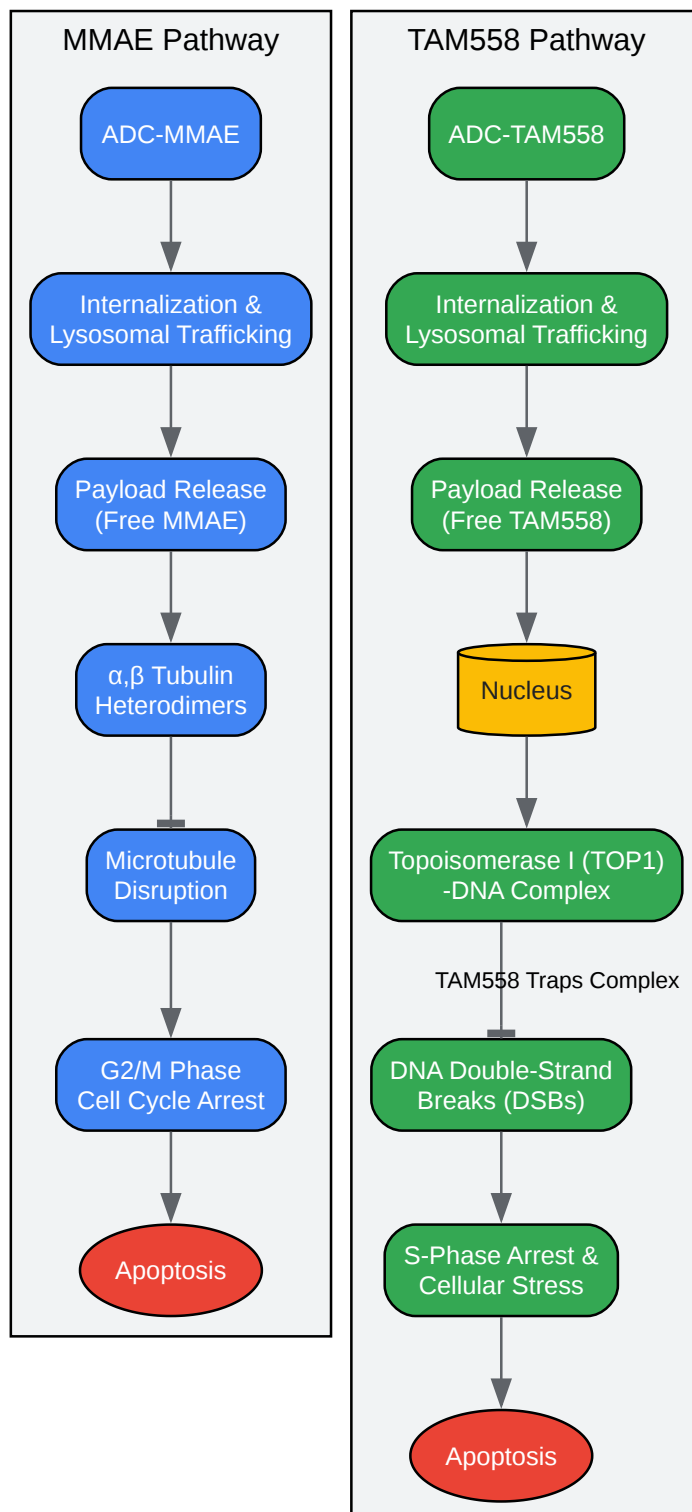 MMAE Pathway
ADC-MMAE
Internalization &
Lysosomal Trafficking
Payload Release
(Free MMAE)
α,β Tubulin
Heterodimers
Microtubule
Disruption
G2/M Phase
Cell Cycle Arrest
Apoptosis
TAM558 Pathway
ADC-TAM558
Internalization &
Lysosomal Trafficking
Payload Release
(Free TAM558)
Nucleus
Topoisomerase I (TOP1)
-DNA Complex
TAM558 Traps Complex
DNA Double-Strand
Breaks (DSBs)
S-Phase Arrest &
Cellular Stress
Apoptosis